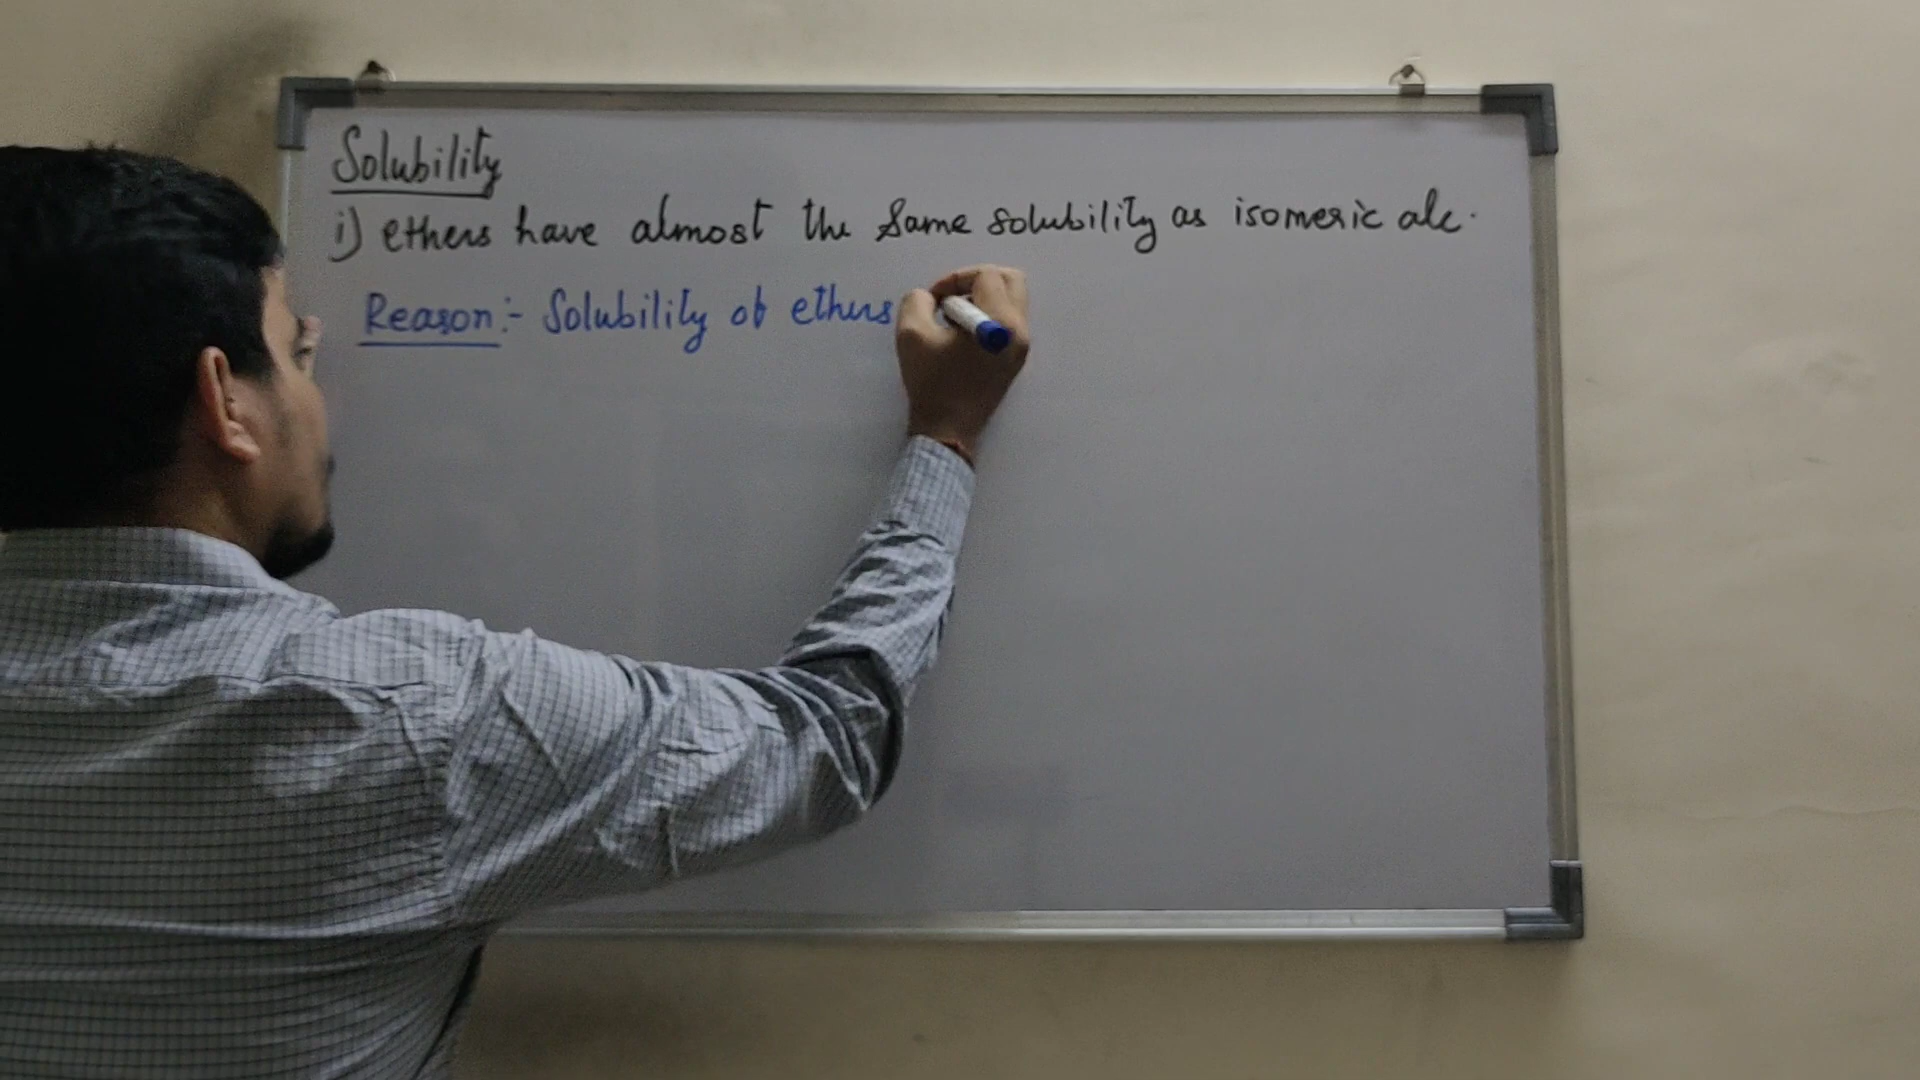 Solubility
i) ethers have almost the same solubility as isomeric alc.
Reason:- Solubility of ethers